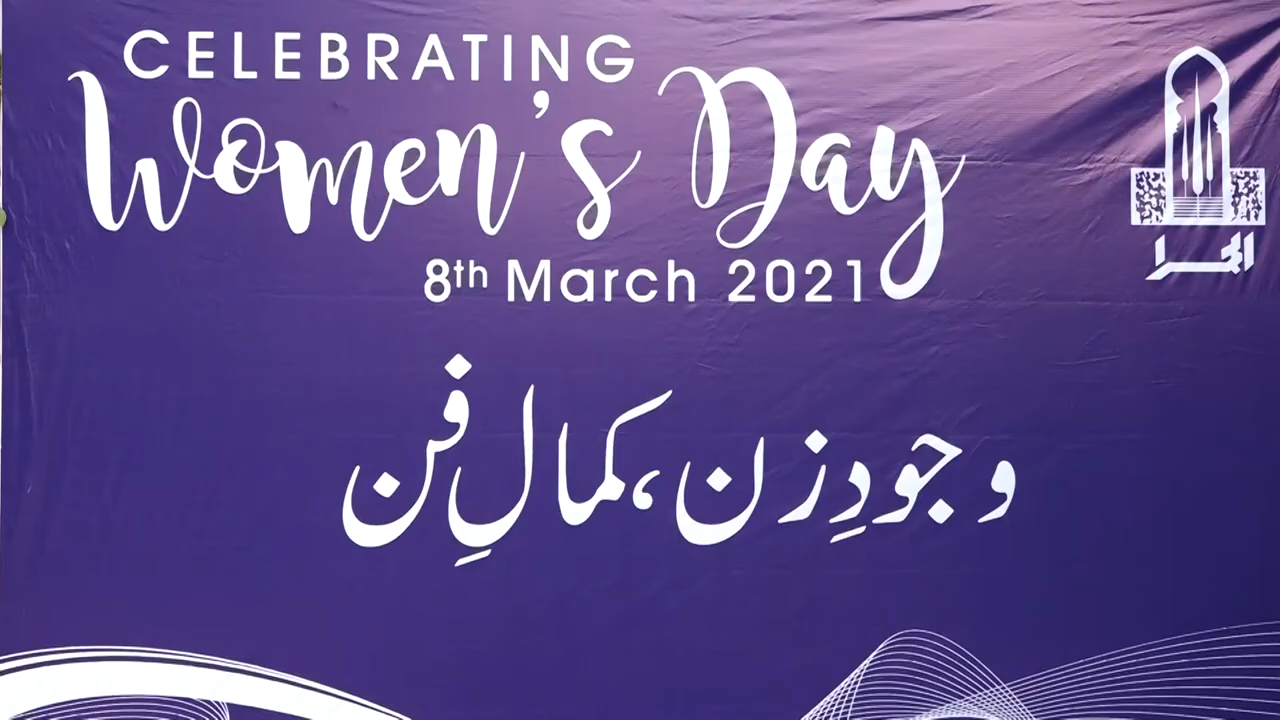 CELEBRATING
Women's Day
8th March 2021
الحمرا
وجودِ زن، کمالِ فن